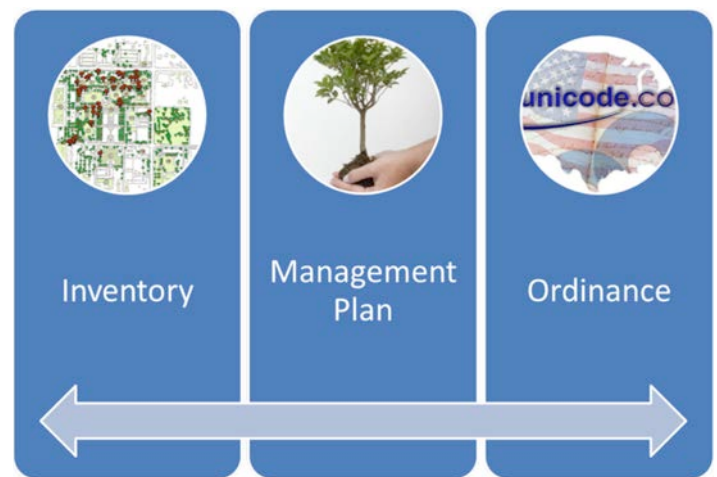 unicode.co
Inventory
Management
Plan
Ordinance